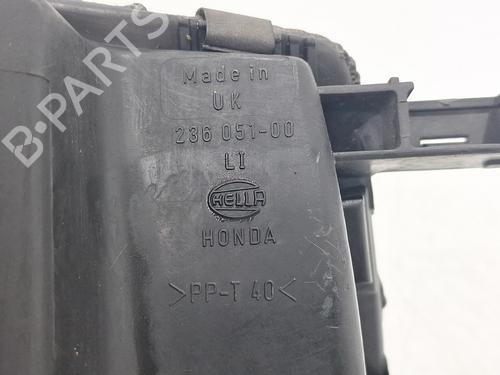 Made in
UK
236 051-00
LI
HELLA
HONDA
>PP-T 40<
B-PARTS